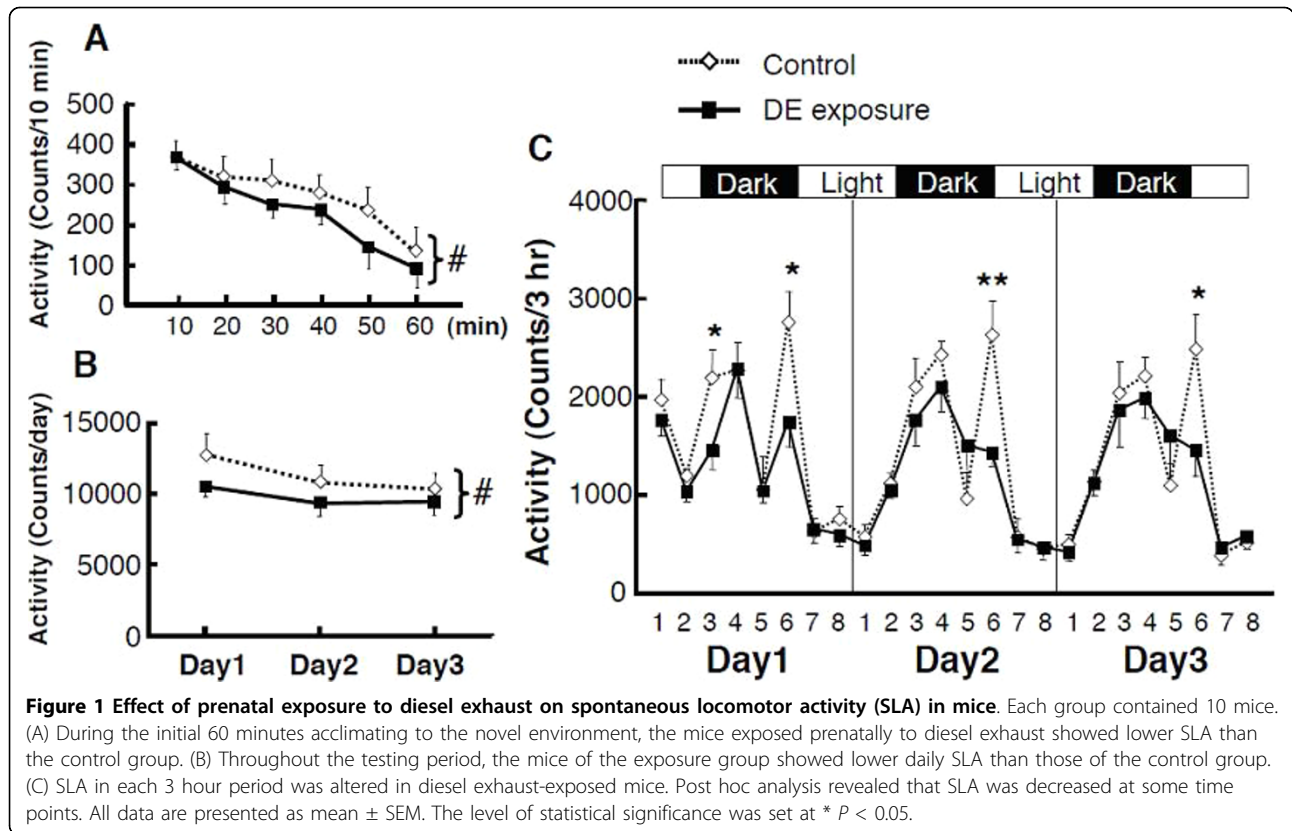 A
Activity (Counts/10 min)
500
400
300
200
100
0
10 20 30 40 50 60 (min)
#
B
Activity (Counts/day)
15000
10000
5000
0
Day1 Day2 Day3
#
Control
DE exposure
C
Dark Light Dark Light Dark
Activity (Counts/3 hr)
4000
3000
2000
1000
0
* * ** *
1 2 3 4 5 6 7 8 1 2 3 4 5 6 7 8 1 2 3 4 5 6 7 8
Day1 Day2 Day3
Figure 1 Effect of prenatal exposure to diesel exhaust on spontaneous locomotor activity (SLA) in mice. Each group contained 10 mice.
(A) During the initial 60 minutes acclimating to the novel environment, the mice exposed prenatally to diesel exhaust showed lower SLA than
the control group. (B) Throughout the testing period, the mice of the exposure group showed lower daily SLA than those of the control group.
(C) SLA in each 3 hour period was altered in diesel exhaust-exposed mice. Post hoc analysis revealed that SLA was decreased at some time
points. All data are presented as mean ± SEM. The level of statistical significance was set at * P < 0.05.